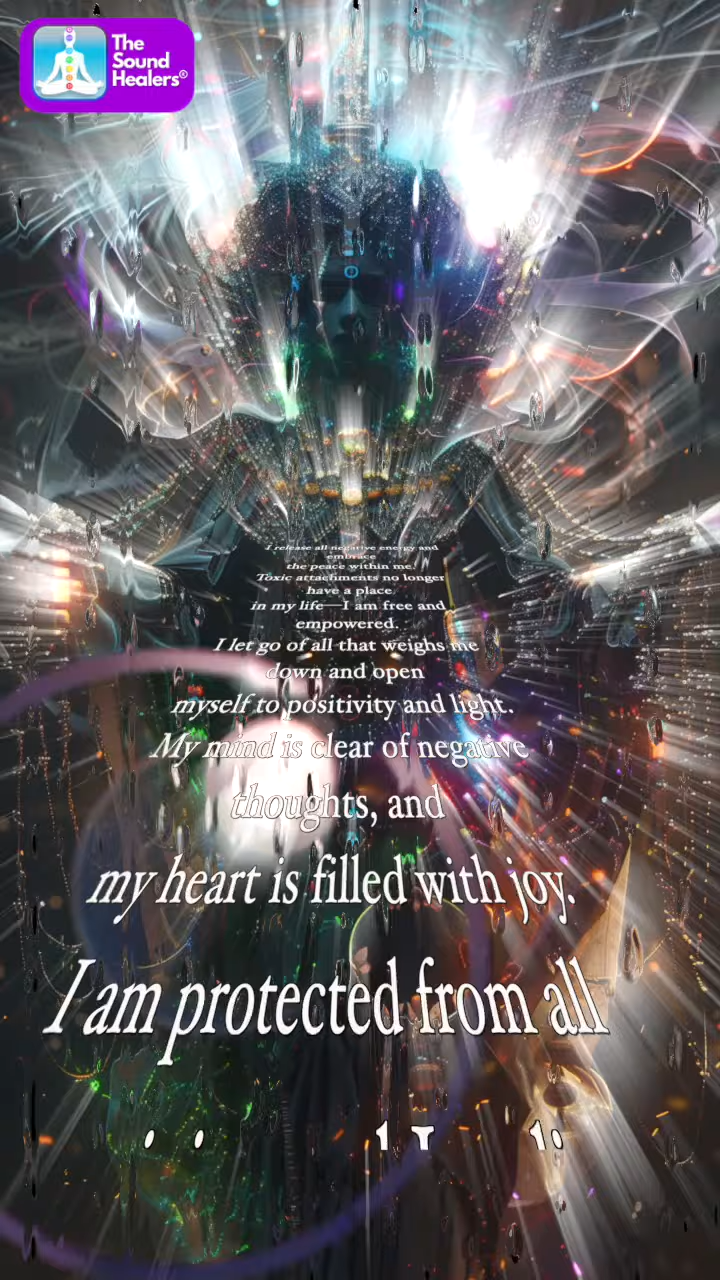 The
Sound
Healers®
I release all negative energy and
embrace
the peace within me.
Toxic attachments no longer
have a place
in my life—I am free and
empowered.
I let go of all that weighs me
down and open
myself to positivity and light.
My mind is clear of negative
thoughts, and
my heart is filled with joy.
I am protected from all